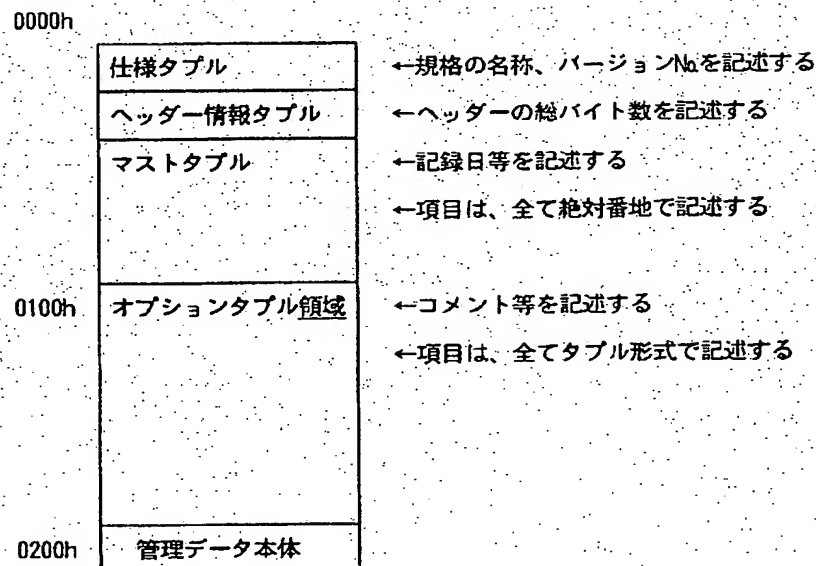 0000h
仕様タプル ←規格の名称、バージョン№を記述する
ヘッダー情報タプル ←ヘッダーの総バイト数を記述する
マストタプル ←記録日等を記述する
←項目は、全て絶対番地で記述する
0100h オプションタプル領域 ←コメント等を記述する
←項目は、全てタプル形式で記述する
0200h 管理データ本体